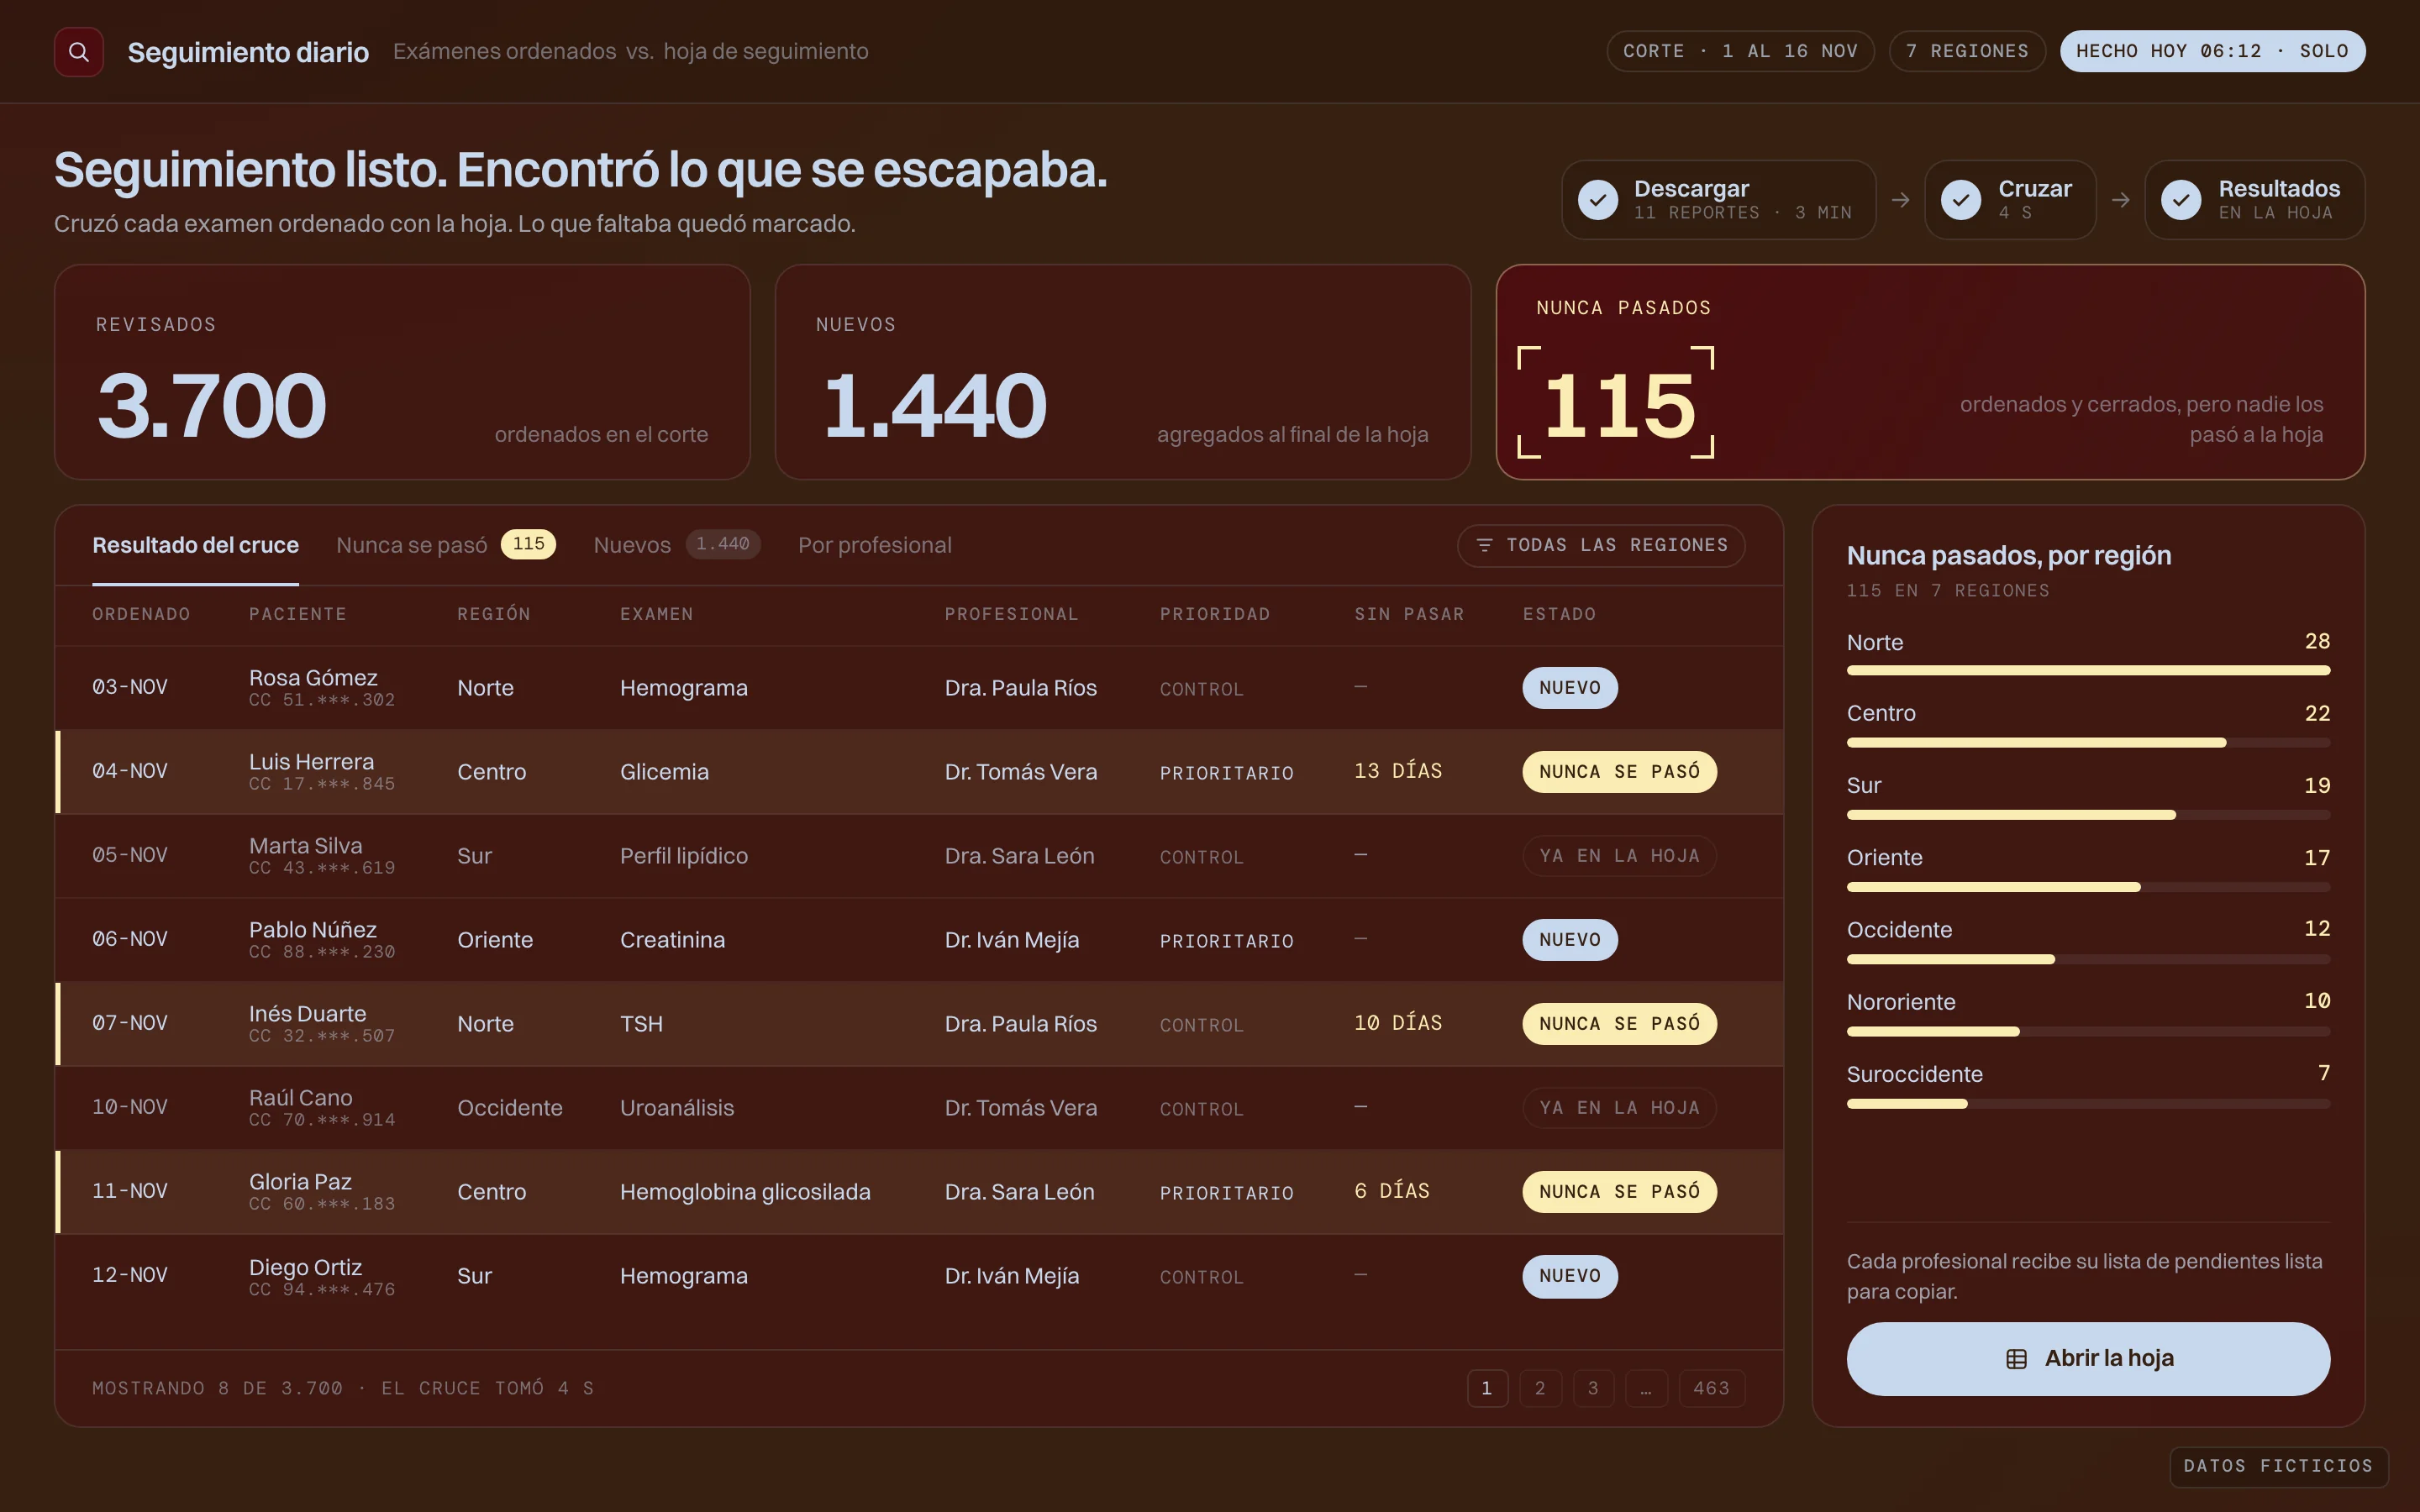 Seguimiento diario
Exámenes ordenados vs. hoja de seguimiento
CORTE · 1 AL 16 NOV
7 REGIONES
HECHO HOY 06:12 · SOLO
Seguimiento listo. Encontró lo que se escapaba.
Cruzó cada examen ordenado con la hoja. Lo que faltaba quedó marcado.
Descargar
11 REPORTES · 3 MIN
Cruzar
4 S
Resultados
EN LA HOJA
REVISADOS
3.700
ordenados en el corte
NUEVOS
1.440
agregados al final de la hoja
NUNCA PASADOS
115
ordenados y cerrados, pero nadie los
pasó a la hoja
Resultado del cruce
Nunca se pasó 115
Nuevos 1.440
Por profesional
TODAS LAS REGIONES
ORDENADO PACIENTE REGIÓN EXAMEN PROFESIONAL PRIORIDAD SIN PASAR ESTADO
03-NOV Rosa Gómez Norte Hemograma Dra. Paula Ríos CONTROL — NUEVO
CC 51.***.302
04-NOV Luis Herrera Centro Glicemia Dr. Tomás Vera PRIORITARIO 13 DÍAS NUNCA SE PASÓ
CC 17.***.845
05-NOV Marta Silva Sur Perfil lipídico Dra. Sara León CONTROL — YA EN LA HOJA
CC 43.***.619
06-NOV Pablo Núñez Oriente Creatinina Dr. Iván Mejía PRIORITARIO — NUEVO
CC 88.***.230
07-NOV Inés Duarte Norte TSH Dra. Paula Ríos CONTROL 10 DÍAS NUNCA SE PASÓ
CC 32.***.507
10-NOV Raúl Cano Occidente Uroanálisis Dr. Tomás Vera CONTROL — YA EN LA HOJA
CC 70.***.914
11-NOV Gloria Paz Centro Hemoglobina glicosilada Dra. Sara León PRIORITARIO 6 DÍAS NUNCA SE PASÓ
CC 60.***.183
12-NOV Diego Ortiz Sur Hemograma Dr. Iván Mejía CONTROL — NUEVO
CC 94.***.476
MOSTRANDO 8 DE 3.700 · EL CRUCE TOMÓ 4 S
1 2 3 … 463
Nunca pasados, por región
115 EN 7 REGIONES
Norte 28
Centro 22
Sur 19
Oriente 17
Occidente 12
Nororiente 10
Suroccidente 7
Cada profesional recibe su lista de pendientes lista
para copiar.
Abrir la hoja
DATOS FICTICIOS